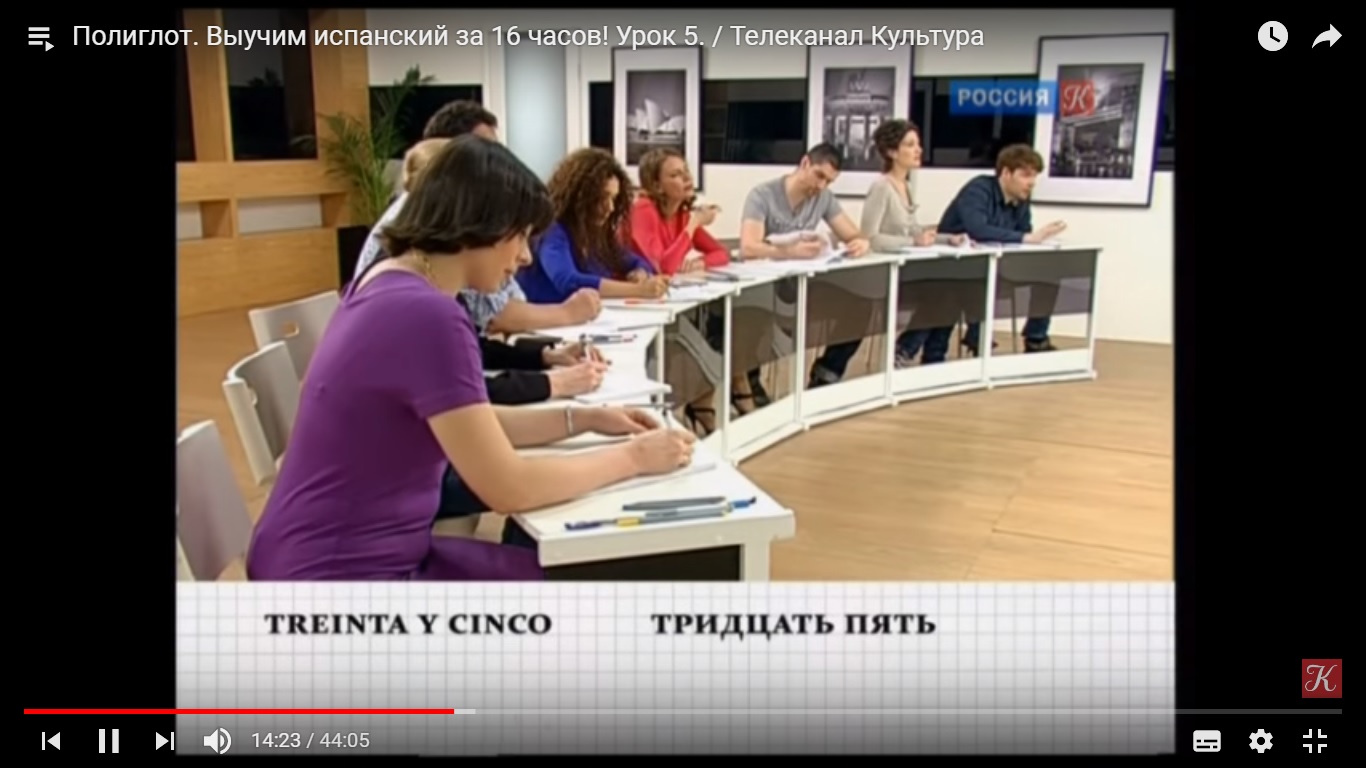 Полиглот. Выучим испанский за 16 часов! Урок 5. / Телеканал Культура
РОССИЯ К
TREINTA Y CINCO ТРИДЦАТЬ ПЯТЬ
К
14:23 / 44:05